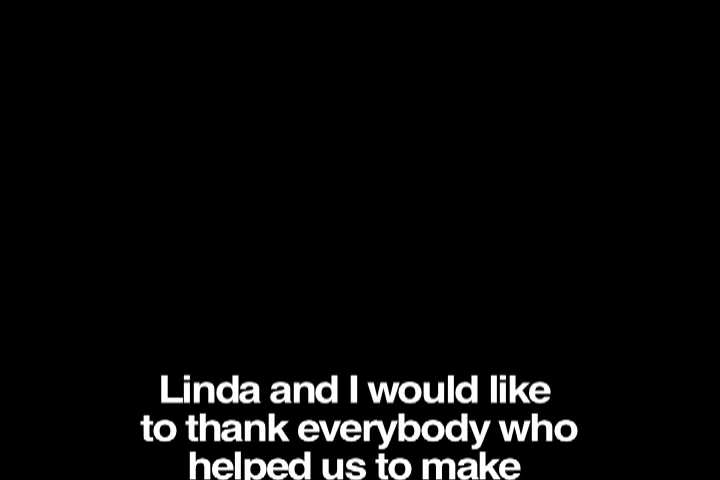 Linda and I would like
to thank everybody who
helped us to make